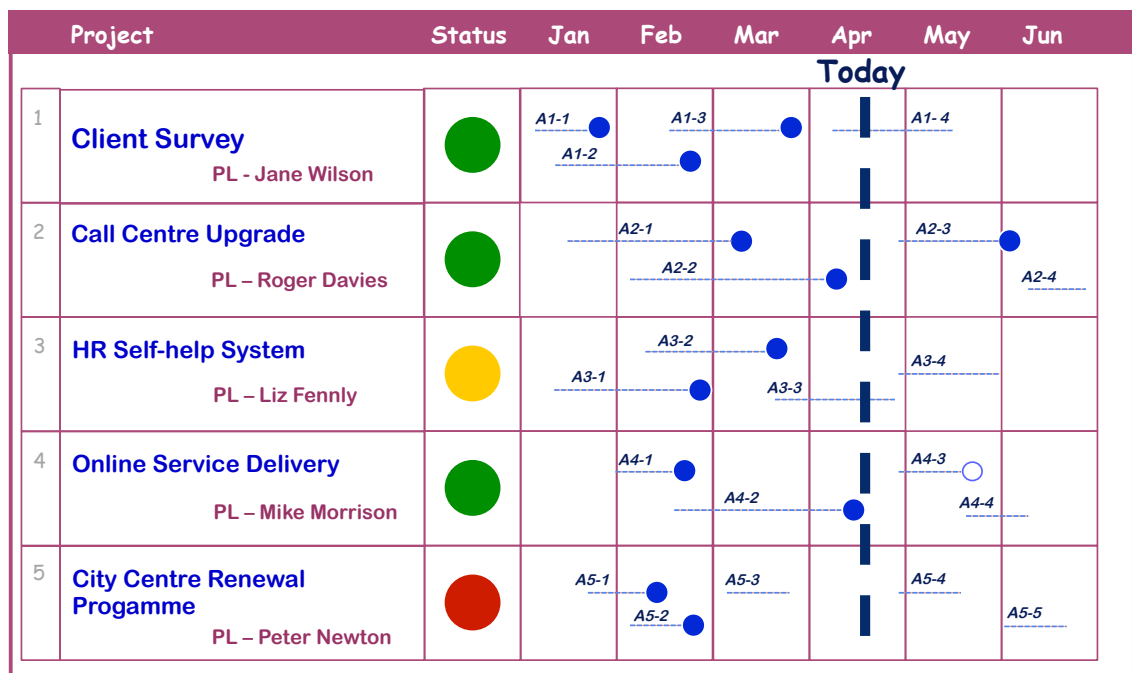 Project Status Jan Feb Mar Apr May Jun
Today
1
Client Survey
PL - Jane Wilson
A1-1 A1-3 A1- 4
A1-2
2
Call Centre Upgrade
PL – Roger Davies
A2-1 A2-3
A2-2 A2-4
3
HR Self-help System
PL – Liz Fennly
A3-2 A3-4
A3-1 A3-3
4
Online Service Delivery
PL – Mike Morrison
A4-1 A4-3
A4-2 A4-4
5
City Centre Renewal
Progamme
PL – Peter Newton
A5-1 A5-3 A5-4
A5-2 A5-5